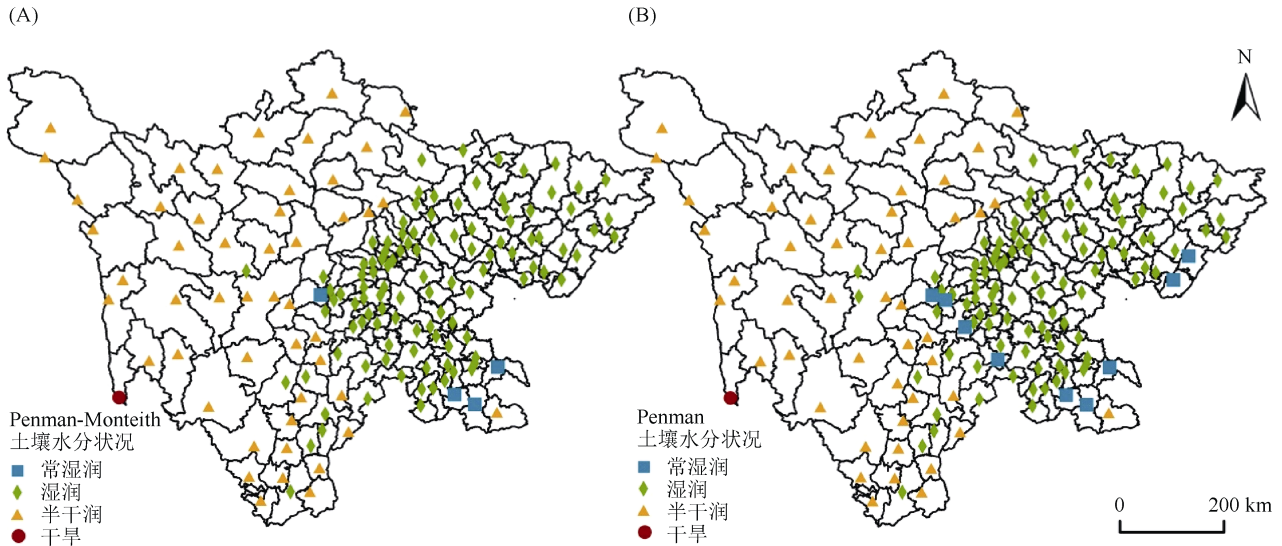 (A)
(B)
N
Penman-Monteith
土壤水分状况
常湿润
湿润
半干润
干旱
Penman
土壤水分状况
常湿润
湿润
半干润
干旱
0 200 km